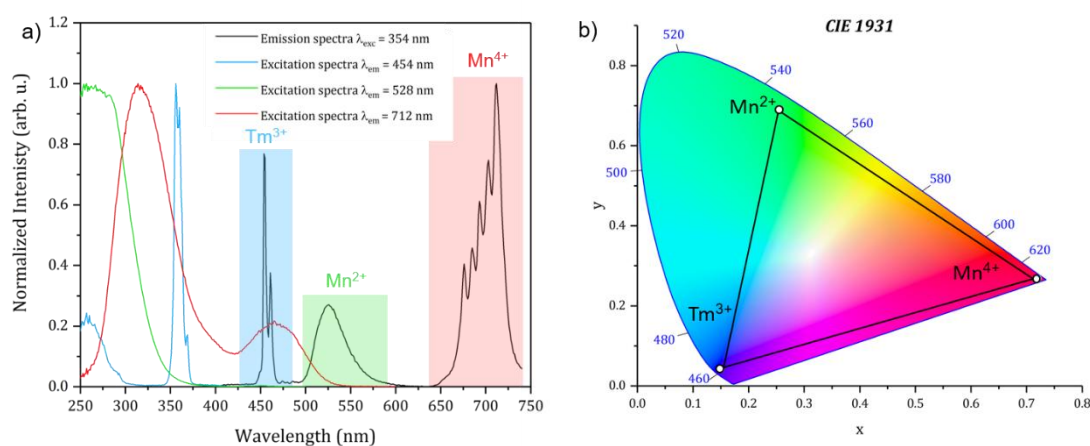 a)
Normalized Intenisty (arb. u.)
1.2
1.0
0.8
0.6
0.4
0.2
0.0
Emission spectra λexc = 354 nm
Excitation spectra λem = 454 nm
Excitation spectra λem = 528 nm
Excitation spectra λem = 712 nm
Mn4+
Tm3+
Mn2+
250 300 350 400 450 500 550 600 650 700 750
Wavelength (nm)
b)
CIE 1931
y
0.8
0.6
0.4
0.2
0.0
520
540
Mn2+
560
500
580
600
620
Mn4+
Tm3+
480
460
0.0 0.1 0.2 0.3 0.4 0.5 0.6 0.7 0.8
x